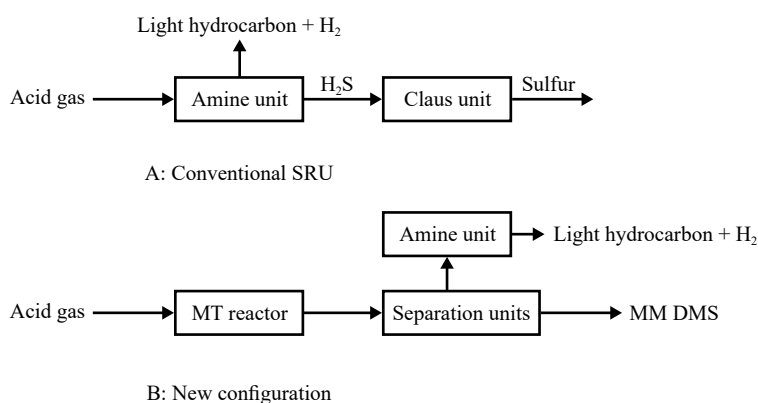 Light hydrocarbon + H₂
Acid gas
Amine unit
H₂S
Claus unit
Sulfur
A: Conventional SRU
Amine unit
Light hydrocarbon + H₂
Acid gas
MT reactor
Separation units
MM DMS
B: New configuration